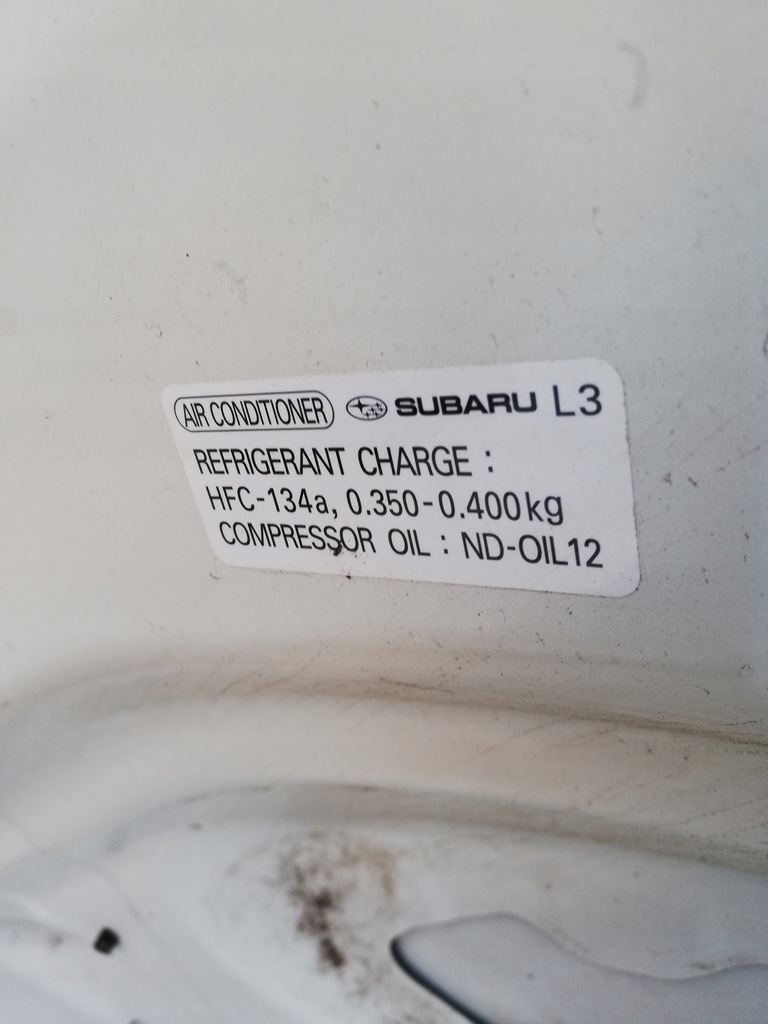 AIR CONDITIONER SUBARU L3
REFRIGERANT CHARGE :
HFC-134a, 0.350-0.400kg
COMPRESSOR OIL : ND-OIL12